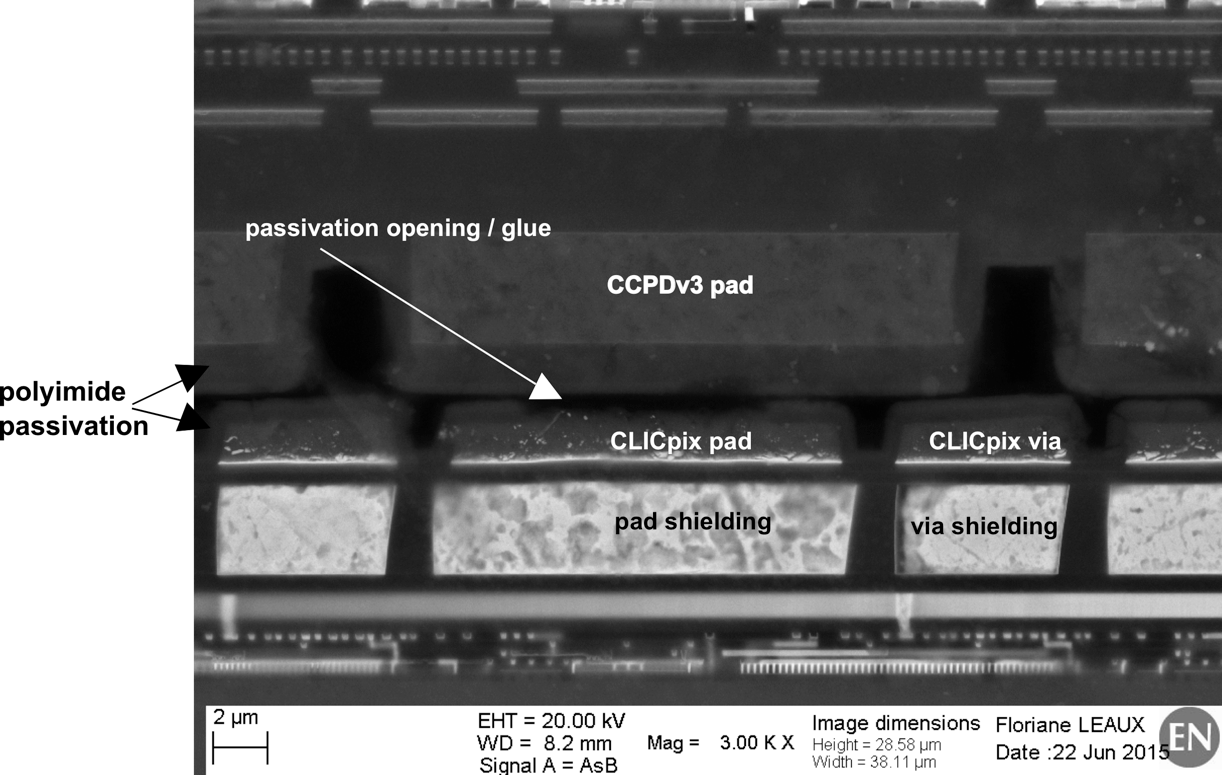 passivation opening / glue
CCPDv3 pad
polyimide
passivation
CLICpix pad
CLICpix via
pad shielding
via shielding
2 µm
EHT = 20.00 kV
WD = 8.2 mm
Signal A = AsB
Mag = 3.00 K X
Image dimensions
Height = 28.58 µm
Width = 38.11 µm
Floriane LEAUX
Date :22 Jun 2015
EN